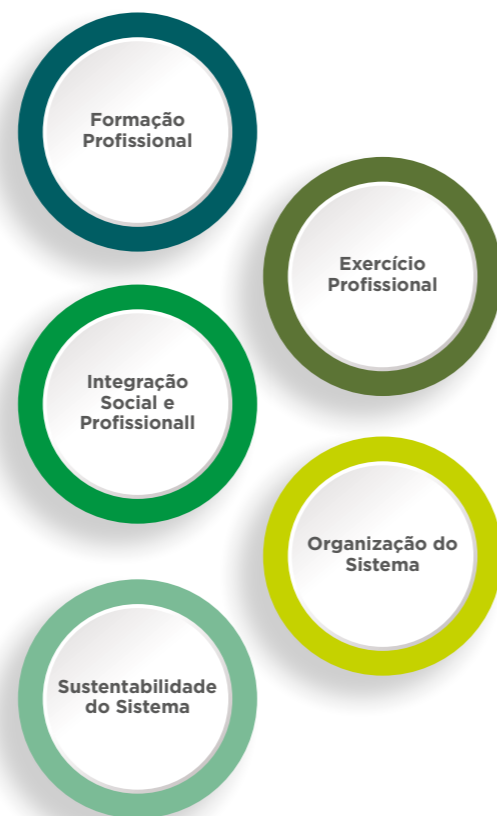 Formação
Profissional
Exercício
Profissional
Integração
Social e
Profissionall
Organização do
Sistema
Sustentabilidade
do Sistema